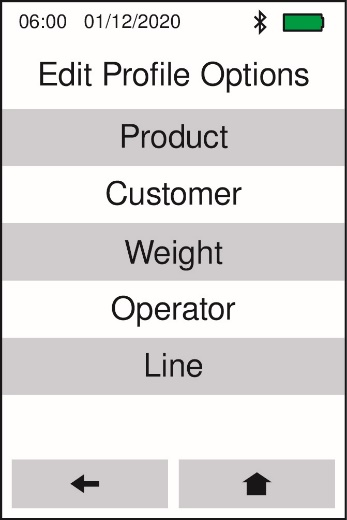 06:00 01/12/2020
Edit Profile Options
Product
Customer
Weight
Operator
Line